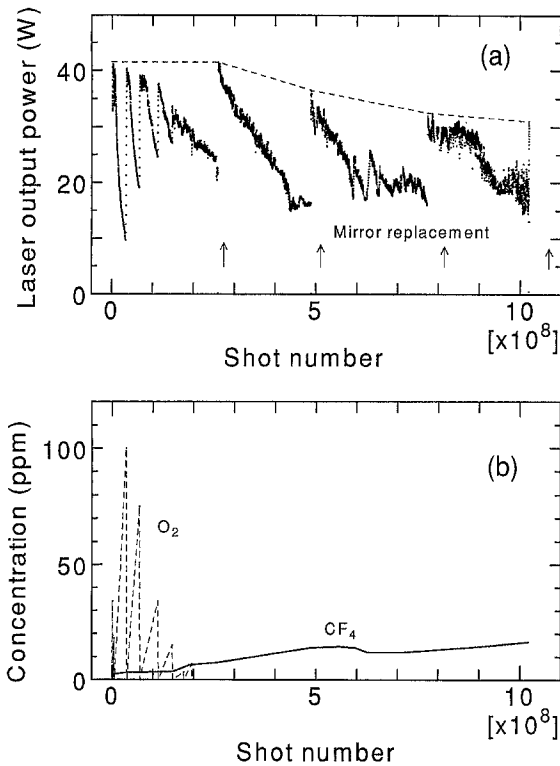 (a)
Laser output power (W)
40
20
0
Mirror replacement
0
5
10
[x10⁸]
Shot number
(b)
Concentration (ppm)
100
50
0
O₂
CF₄
0
5
10
[x10⁸]
Shot number